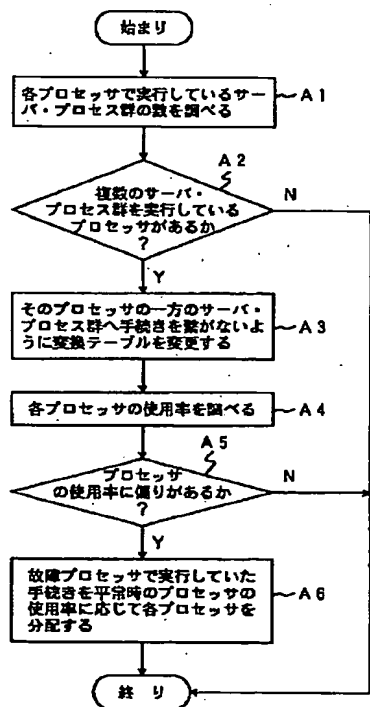 始まり
各プロセッサで実行しているサー
バ・プロセス群の数を調べる
A1
A2
複数のサーバ・
プロセス群を実行している
プロセッサがあるか
?
N
Y
そのプロセッサの一方のサーバ・
プロセス群へ手続きを繋がないよ
うに変換テーブルを変更する
A3
各プロセッサの使用率を調べる
A4
A5
プロセッサ
の使用率に偏りがあるか
?
N
Y
故障プロセッサで実行していた
手続きを平常時のプロセッサの
使用率に応じて各プロセッサを
分配する
A6
終り